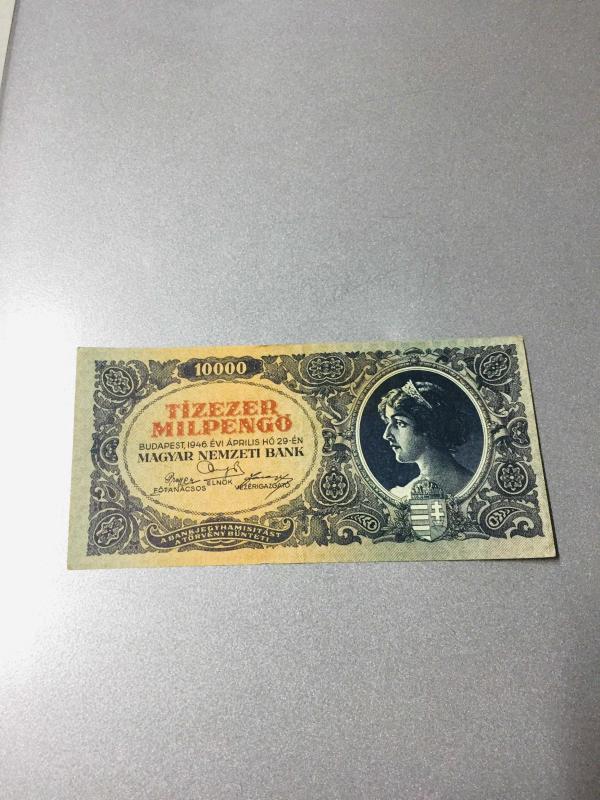 10000
TÍZEZER
MILPENGŐ
BUDAPEST, 1946. ÉVI ÁPRILIS HÓ 29-ÉN
MAGYAR NEMZETI BANK
FŐTANÁCSOS ELNÖK VEZÉRIGAZGATÓ
A BANKJEGYHAMISÍTÁST
A TÖRVÉNY BÜNTETI